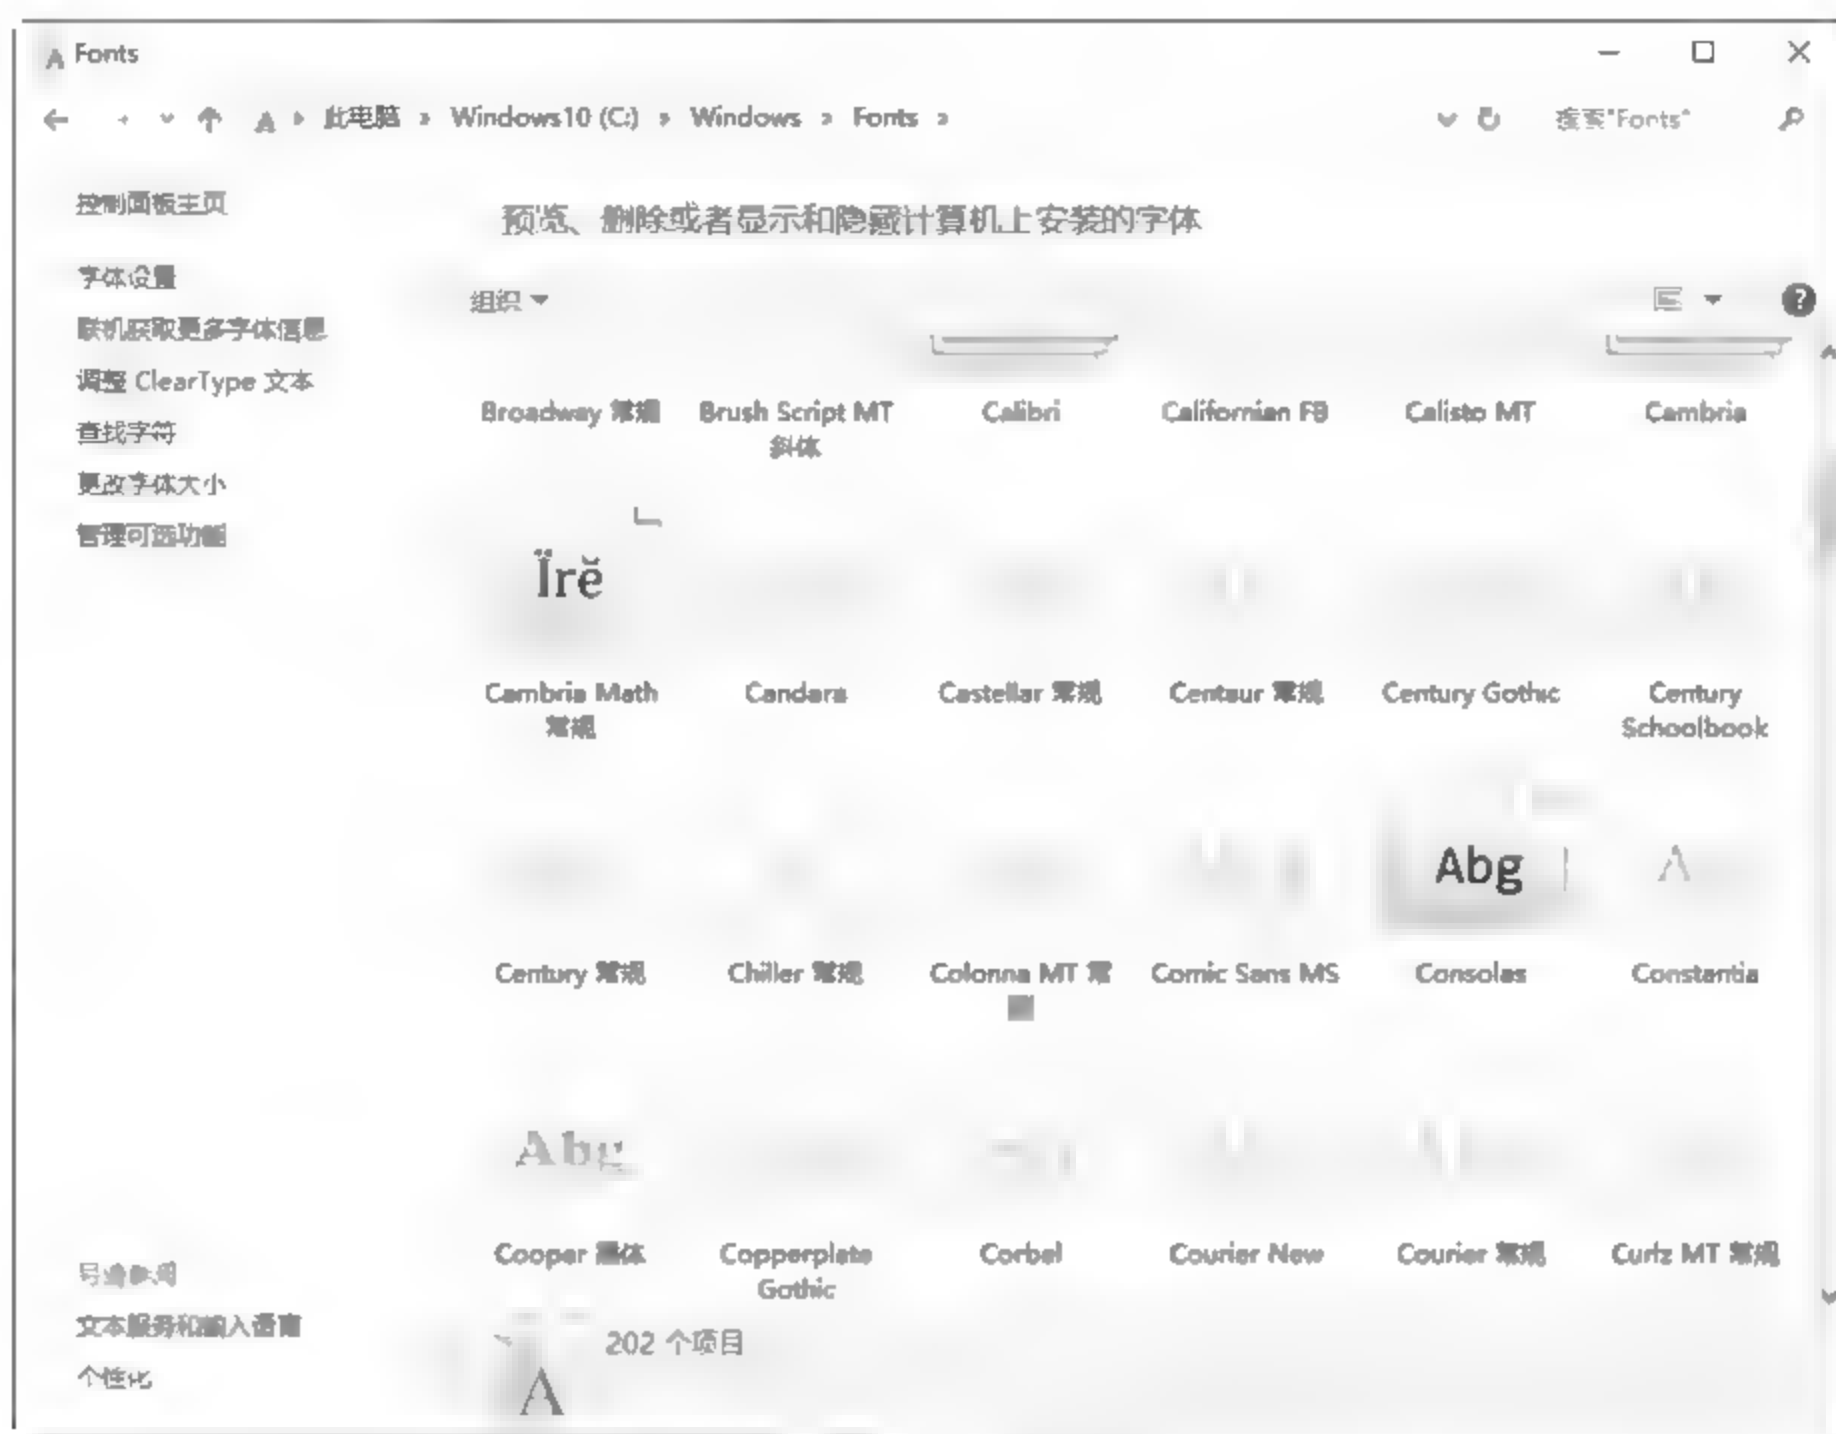 Fonts
此电脑 Windows10 (C:) Windows Fonts
搜索"Fonts"
控制面板主页
字体设置
联机获取更多字体信息
调整 ClearType 文本
查找字符
更改字体大小
管理可选功能
预览、删除或者显示和隐藏计算机上安装的字体
组织
Broadway 常规
Brush Script MT
斜体
Calibri
Californian FB
Calisto MT
Cambria
Ïrĕ
Cambria Math
常规
Candara
Castellar 常规
Centaur 常规
Century Gothic
Century
Schoolbook
Abg
A
Century 常规
Chiller 常规
Colonna MT 常
Comic Sans MS
Consolas
Constantia
Abg
Cooper 黑体
Copperplate
Gothic
Corbel
Courier New
Courier 常规
Curlz MT 常规
文本服务和输入语言
个性化
202 个项目
A